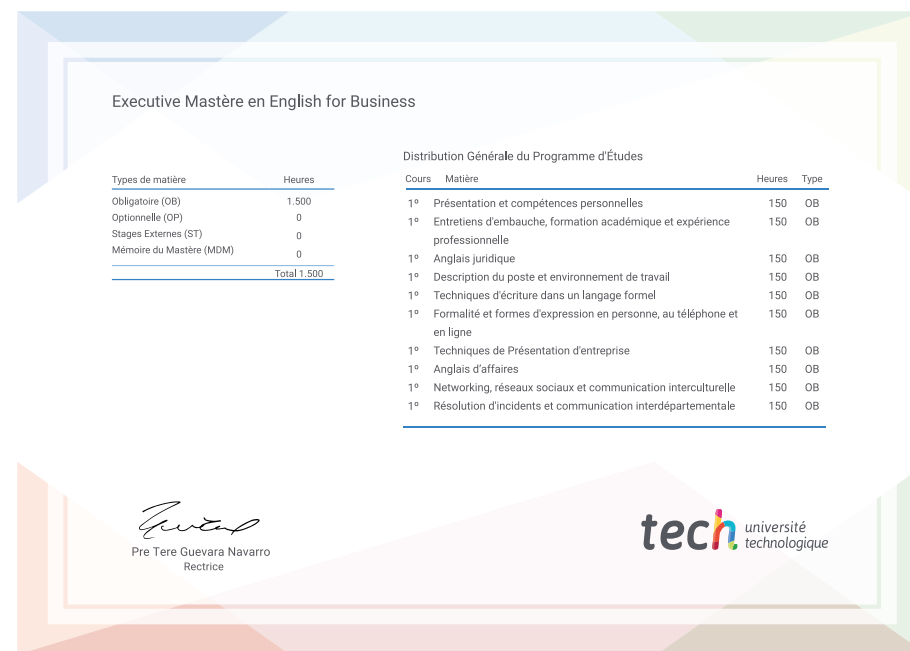 Executive Mastère en English for Business
Types de matière Heures
Obligatoire (OB) 1.500
Optionnelle (OP) 0
Stages Externes (ST) 0
Mémoire du Mastère (MDM) 0
Total 1.500
Distribution Générale du Programme d'Études
Cours Matière Heures Type
1º Présentation et compétences personnelles 150 OB
1º Entretiens d'embauche, formation académique et expérience 150 OB
professionnelle
1º Anglais juridique 150 OB
1º Description du poste et environnement de travail 150 OB
1º Techniques d'écriture dans un langage formel 150 OB
1º Formalité et formes d'expression en personne, au téléphone et 150 OB
en ligne
1º Techniques de Présentation d'entreprise 150 OB
1º Anglais d'affaires 150 OB
1º Networking, réseaux sociaux et communication interculturelle 150 OB
1º Résolution d'incidents et communication interdépartementale 150 OB
Pre Tere Guevara Navarro
Rectrice
tech université
technologique